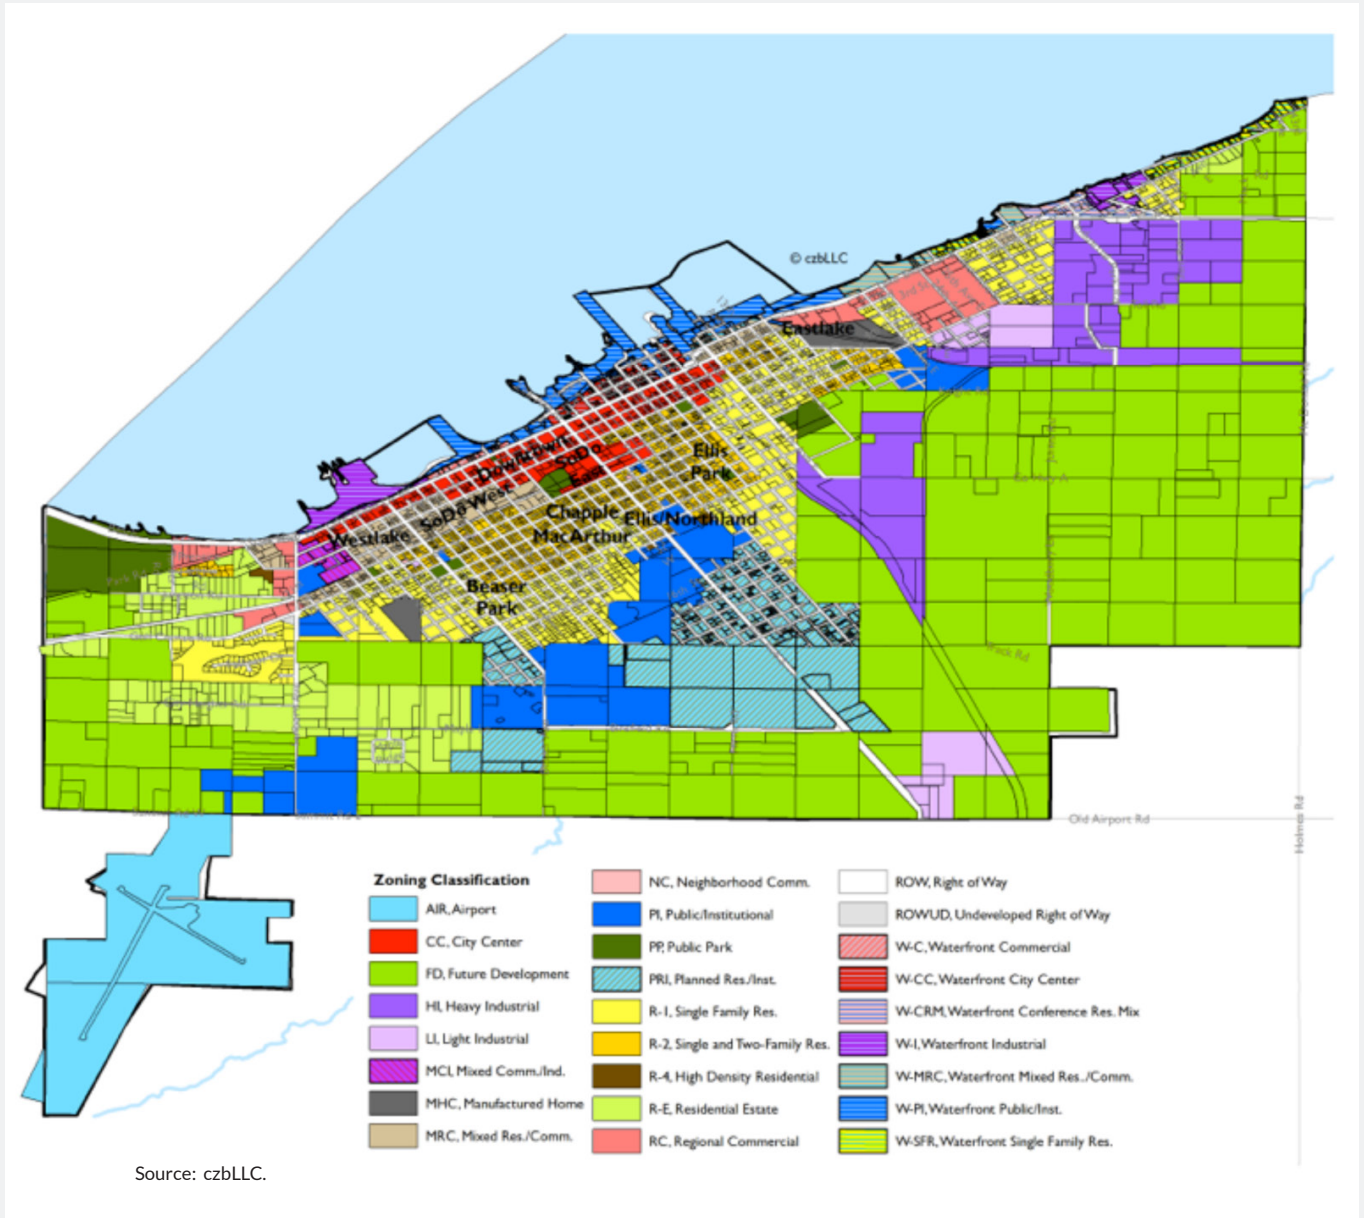 © czbLLC
Eastlake
Downtown
SoDo
East
Ellis
Park
SoDo West
Chapple
MacArthur
Ellis/Northland
Westlake
Beaser
Park
Old Airport Rd
Holmes Rd
Zoning Classification
AIR, Airport
CC, City Center
FD, Future Development
HI, Heavy Industrial
LI, Light Industrial
MCI, Mixed Comm./Ind.
MHC, Manufactured Home
MRC, Mixed Res./Comm.
NC, Neighborhood Comm.
PI, Public/Institutional
PP, Public Park
PRI, Planned Res./Inst.
R-1, Single Family Res.
R-2, Single and Two-Family Res.
R-4, High Density Residential
R-E, Residential Estate
RC, Regional Commercial
ROW, Right of Way
ROWUD, Undeveloped Right of Way
W-C, Waterfront Commercial
W-CC, Waterfront City Center
W-CRM, Waterfront Conference Res. Mix
W-I, Waterfront Industrial
W-MRC, Waterfront Mixed Res../Comm.
W-PI, Waterfront Public/Inst.
W-SFR, Waterfront Single Family Res.
Source: czbLLC.